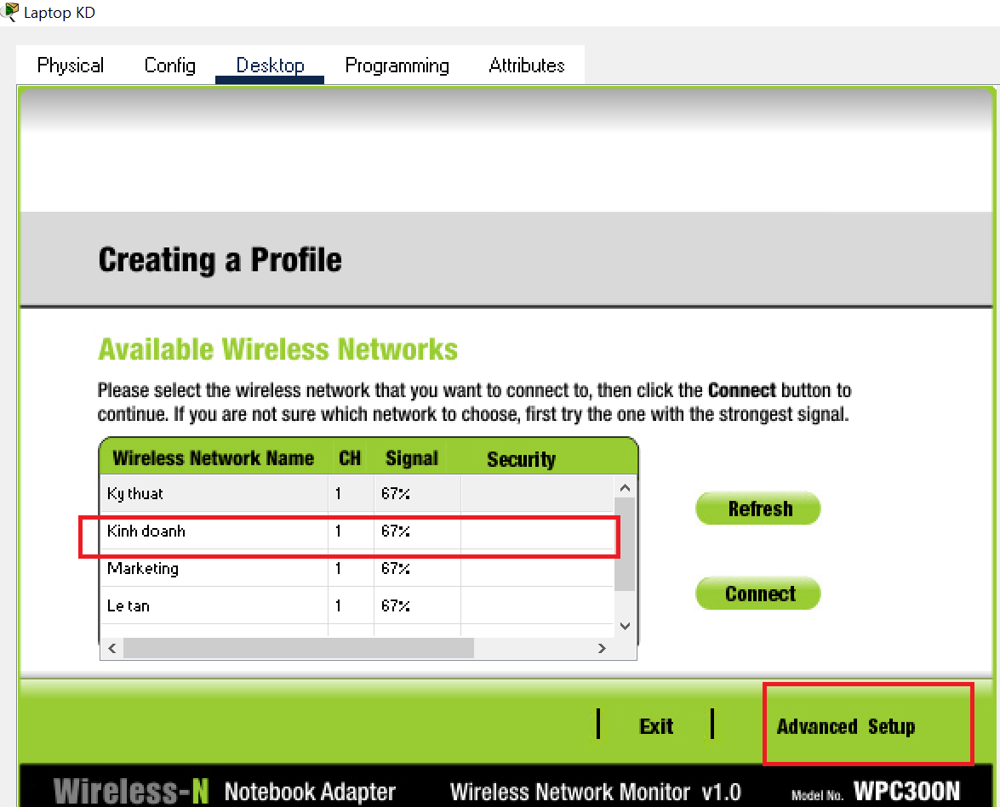 Laptop KD
Physical Config Desktop Programming Attributes
Creating a Profile
Available Wireless Networks
Please select the wireless network that you want to connect to, then click the Connect button to
continue. If you are not sure which network to choose, first try the one with the strongest signal.
Wireless Network Name CH Signal Security
Ky thuat 1 67%
Kinh doanh 1 67%
Marketing 1 67%
Le tan 1 67%
Refresh
Connect
Exit Advanced Setup
Wireless-N Notebook Adapter Wireless Network Monitor v1.0 Model No. WPC300N